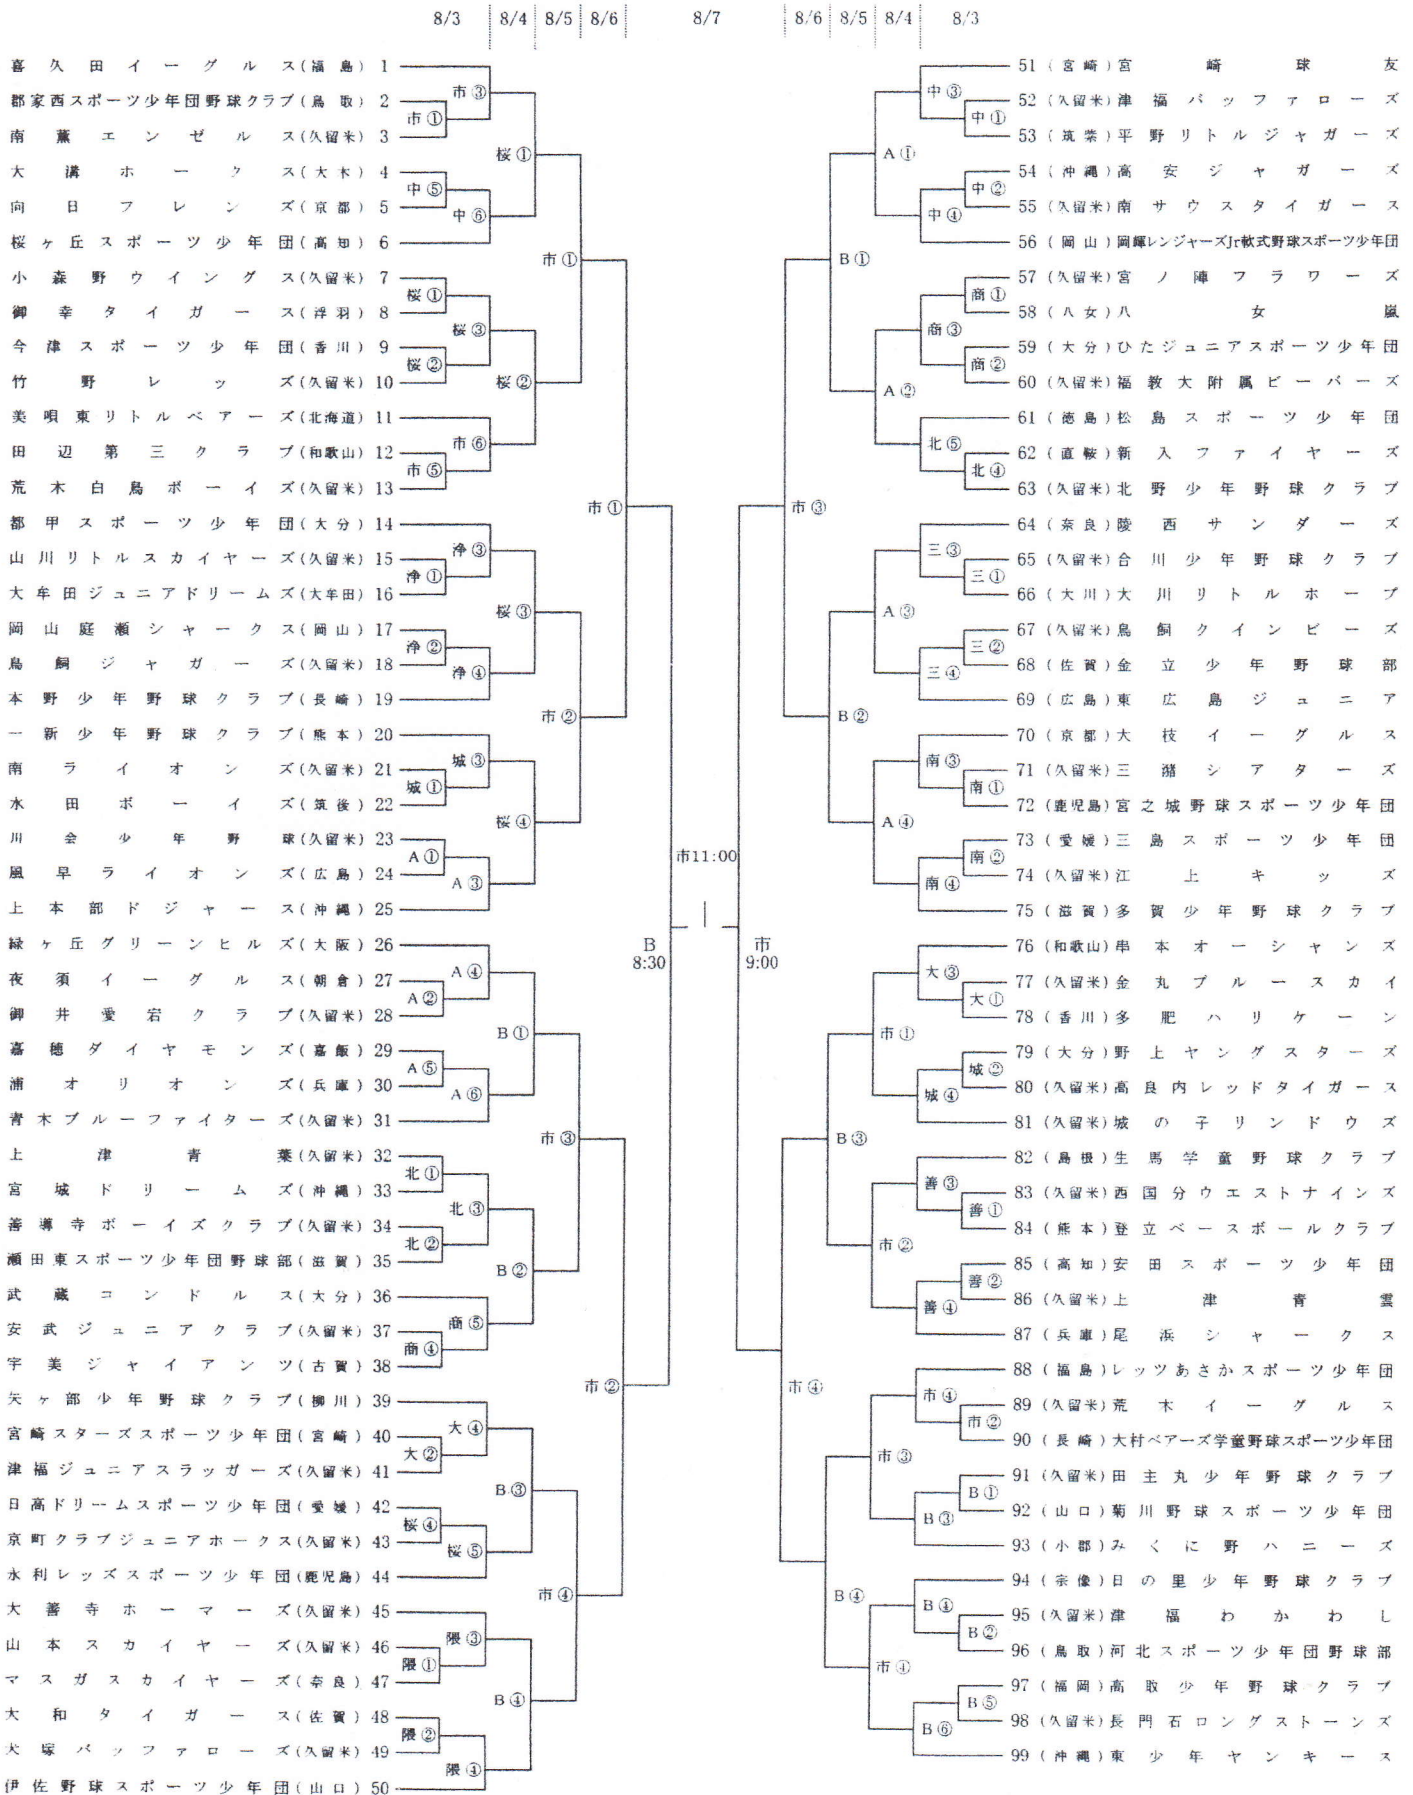 8/3 8/4 8/5 8/6 8/7 8/6 8/5 8/4 8/3
喜久田イーグルス(福島) 1
郡家西スポーツ少年団野球クラブ(鳥取) 2
南薫エンゼルス(久留米) 3
大溝ホークス(大木) 4
向日フレンズ(京都) 5
桜ヶ丘スポーツ少年団(高知) 6
小森野ウイングス(久留米) 7
御幸タイガース(浮羽) 8
今津スポーツ少年団(香川) 9
竹野レッズ(久留米) 10
美唄東リトルベアーズ(北海道) 11
田辺第三クラブ(和歌山) 12
荒木白鳥ボーイズ(久留米) 13
都甲スポーツ少年団(大分) 14
山川リトルスカイヤーズ(久留米) 15
大牟田ジュニアドリームズ(大牟田) 16
岡山庭瀬シャークス(岡山) 17
鳥飼ジャガーズ(久留米) 18
本野少年野球クラブ(長崎) 19
一新少年野球クラブ(熊本) 20
南ライオンズ(久留米) 21
水田ボーイズ(筑後) 22
川会少年野球(久留米) 23
風早ライオンズ(広島) 24
上本部ドジャース(沖縄) 25
緑ヶ丘グリーンヒルズ(大阪) 26
夜須イーグルス(朝倉) 27
御井愛宕クラブ(久留米) 28
嘉穂ダイヤモンズ(嘉飯) 29
浦オリオンズ(兵庫) 30
青木ブルーファイターズ(久留米) 31
上津青葉(久留米) 32
宮城ドリームズ(沖縄) 33
善導寺ボーイズクラブ(久留米) 34
瀬田東スポーツ少年団野球部(滋賀) 35
武蔵コンドルス(大分) 36
安武ジュニアクラブ(久留米) 37
宇美ジャイアンツ(古賀) 38
矢ヶ部少年野球クラブ(柳川) 39
宮崎スターズスポーツ少年団(宮崎) 40
津福ジュニアスラッガーズ(久留米) 41
日高ドリームスポーツ少年団(愛媛) 42
京町クラブジュニアホークス(久留米) 43
永利レッズスポーツ少年団(鹿児島) 44
大善寺ホーマーズ(久留米) 45
山本スカイヤーズ(久留米) 46
マスガスカイヤーズ(奈良) 47
大和タイガース(佐賀) 48
犬塚バッファローズ(久留米) 49
伊佐野球スポーツ少年団(山口) 50
市①
中⑤
桜①
桜②
市⑤
浄①
浄②
城①
A①
A②
A⑤
北①
北②
商④
大②
桜④
隈①
隈②
市③
中⑥
桜③
市⑥
浄③
浄④
城③
A③
A④
A⑥
北③
商⑤
大④
桜⑤
隈③
隈④
桜①
桜②
桜③
桜④
B①
B②
B③
B④
市①
市②
市③
市④
市①
市②
B
8:30
市11:00
市
9:00
市③
市④
B①
B②
B③
B④
A①
A②
A③
A④
市①
市②
市③
市④
中③
中④
商③
北⑤
三③
三④
南③
南④
大③
城④
善③
善④
市④
B③
B④
B⑥
中①
中②
商①
商②
北④
三①
三②
南①
南②
大①
城②
善①
善②
市②
B①
B②
B⑤
51 (宮崎) 宮崎球友
52 (久留米) 津福バッファローズ
53 (筑紫) 平野リトルジャガーズ
54 (沖縄) 高安ジャガーズ
55 (久留米) 南サウスタイガース
56 (岡山) 岡輝レンジャーズJr軟式野球スポーツ少年団
57 (久留米) 宮ノ陣フラワーズ
58 (八女) 八女嵐
59 (大分) ひたジュニアスポーツ少年団
60 (久留米) 福教大附属ビーバーズ
61 (徳島) 松島スポーツ少年団
62 (直鞍) 新入ファイヤーズ
63 (久留米) 北野少年野球クラブ
64 (奈良) 陵西サンダーズ
65 (久留米) 合川少年野球クラブ
66 (大川) 大川リトルホープ
67 (久留米) 鳥飼クインビーズ
68 (佐賀) 金立少年野球部
69 (広島) 東広島ジュニア
70 (京都) 大枝イーグルス
71 (久留米) 三潴シアターズ
72 (鹿児島) 宮之城野球スポーツ少年団
73 (愛媛) 三島スポーツ少年団
74 (久留米) 江上キッズ
75 (滋賀) 多賀少年野球クラブ
76 (和歌山) 串本オーシャンズ
77 (久留米) 金丸ブルースカイ
78 (香川) 多肥ハリケーン
79 (大分) 野上ヤングスターズ
80 (久留米) 高良内レッドタイガース
81 (久留米) 城の子リンドウズ
82 (島根) 生馬学童野球クラブ
83 (久留米) 西国分ウエストナインズ
84 (熊本) 登立ベースボールクラブ
85 (高知) 安田スポーツ少年団
86 (久留米) 上津青雲
87 (兵庫) 尾浜シャークス
88 (福島) レッツあさかスポーツ少年団
89 (久留米) 荒木イーグルス
90 (長崎) 大村ベアーズ学童野球スポーツ少年団
91 (久留米) 田主丸少年野球クラブ
92 (山口) 菊川野球スポーツ少年団
93 (小郡) みくに野ハニーズ
94 (宗像) 日の里少年野球クラブ
95 (久留米) 津福わかわし
96 (鳥取) 河北スポーツ少年団野球部
97 (福岡) 高取少年野球クラブ
98 (久留米) 長門石ロングストーンズ
99 (沖縄) 東少年ヤンキース